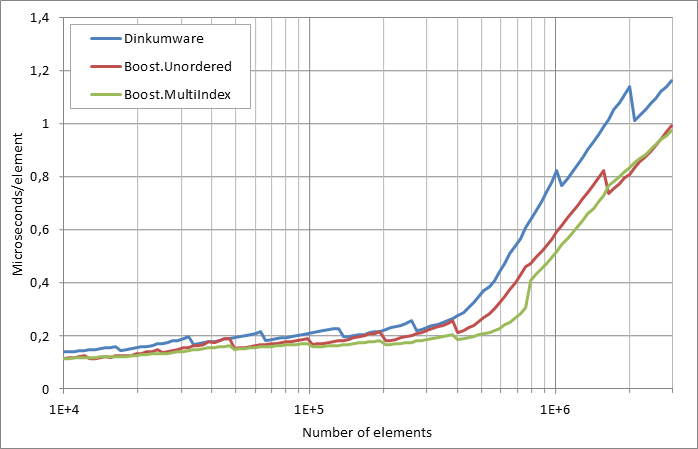 1,4
1,2
1
0,8
0,6
0,4
0,2
0
Microseconds/element
Dinkumware
Boost.Unordered
Boost.MultiIndex
1E+4
1E+5
1E+6
Number of elements